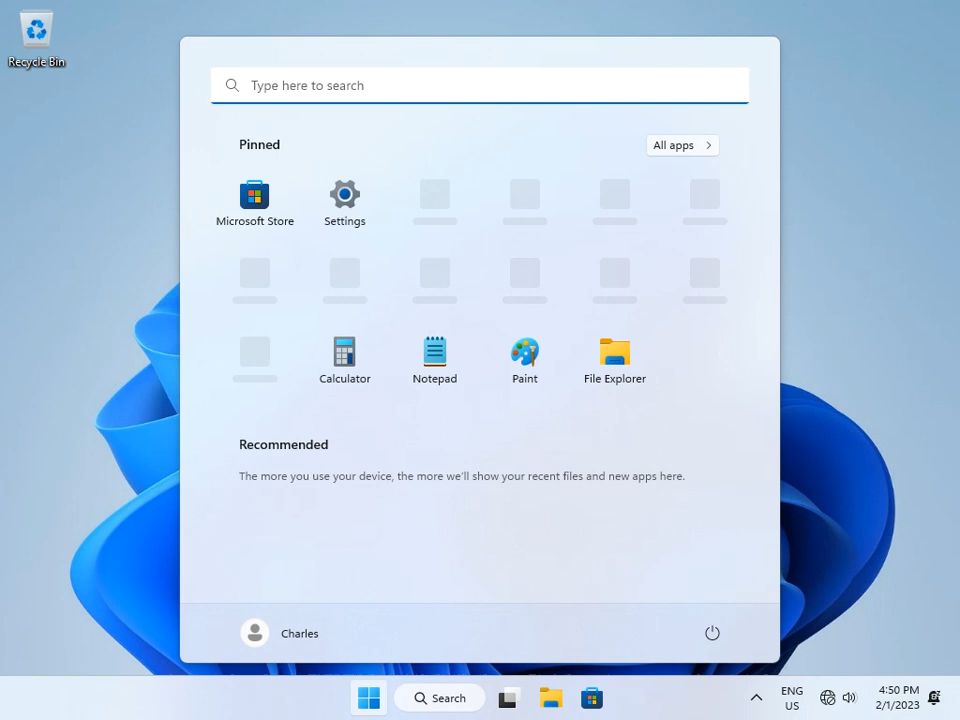 Recycle Bin
Type here to search
Pinned
All apps
Microsoft Store
Settings
Calculator
Notepad
Paint
File Explorer
Recommended
The more you use your device, the more we'll show your recent files and new apps here.
Charles
Search
ENG
US
4:50 PM
2/1/2023